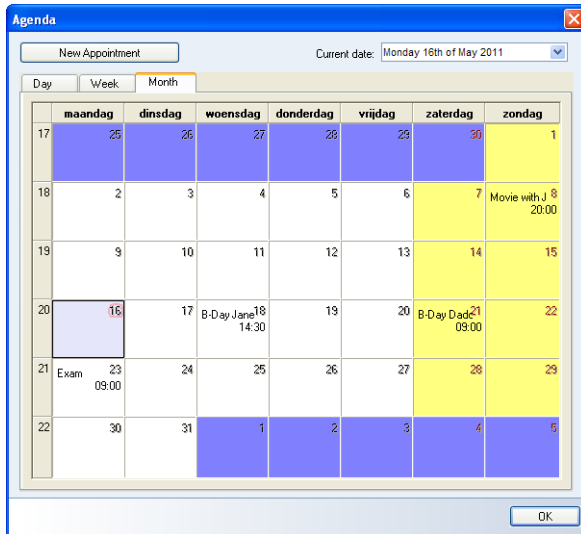 Agenda
New Appointment
Current date: Monday 16th of May 2011
Day Week Month
maandag dinsdag woensdag donderdag vrijdag zaterdag zondag
17 25 26 27 28 29 30 1
18 2 3 4 5 6 7 Movie with J 8
20:00
19 9 10 11 12 13 14 15
20 16 17 B-Day Jane 18 19 20 B-Day Dadd 21 22
14:30 09:00
21 Exam 23 24 25 26 27 28 29
09:00
22 30 31 1 2 3 4 5
OK